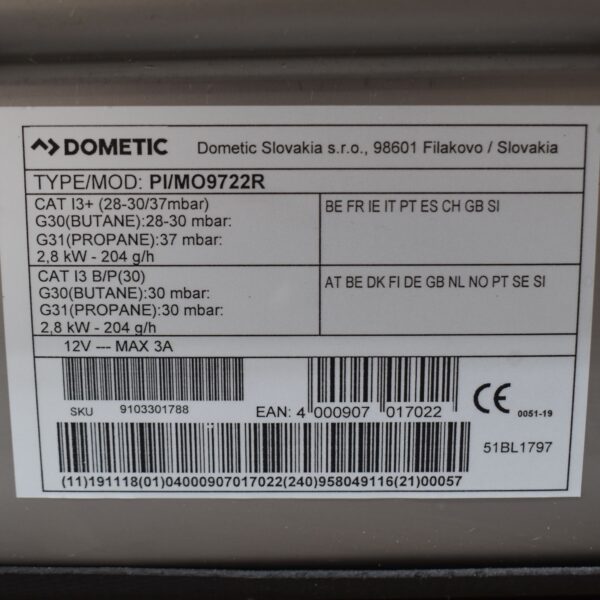 DOMETIC Dometic Slovakia s.r.o., 98601 Filakovo / Slovakia
TYPE/MOD: PI/MO9722R
CAT I3+ (28-30/37mbar) BE FR IE IT PT ES CH GB SI
G30(BUTANE):28-30 mbar:
G31(PROPANE):37 mbar:
2,8 kW - 204 g/h
CAT I3 B/P(30) AT BE DK FI DE GB NL NO PT SE SI
G30(BUTANE):30 mbar:
G31(PROPANE):30 mbar:
2,8 kW - 204 g/h
12V --- MAX 3A
SKU 9103301788 EAN: 4 000907 017022 CE 0051-19
51BL1797
(11)191118(01)04000907017022(240)958049116(21)00057